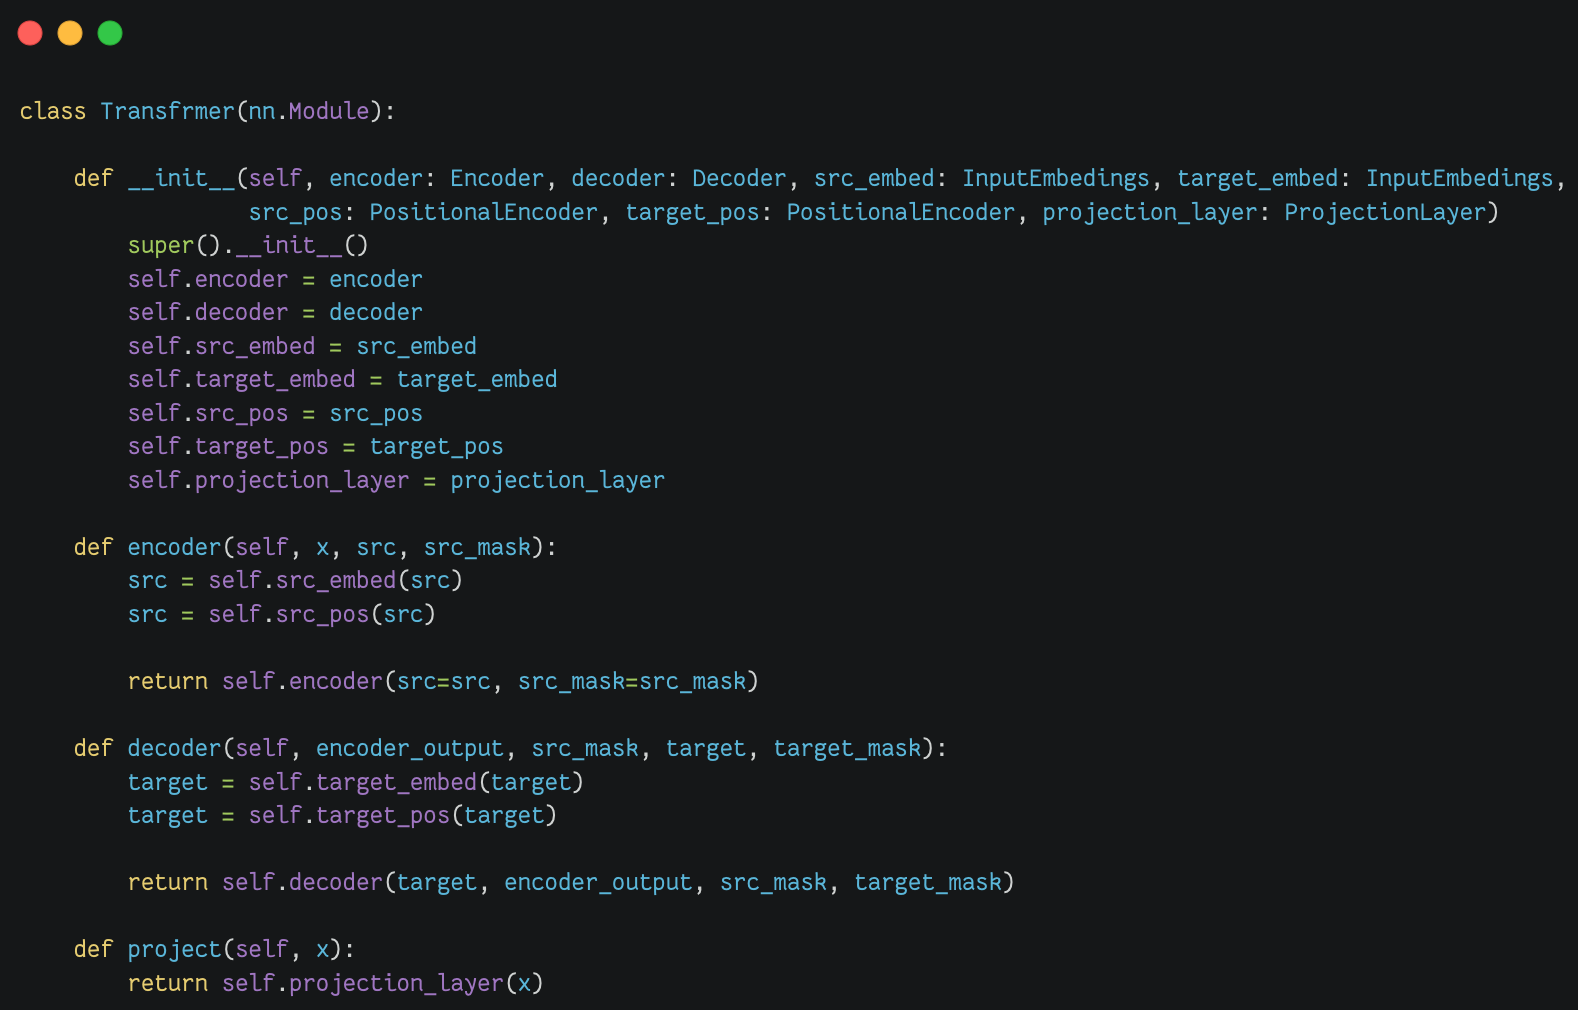 class Transfrmer(nn.Module):
def __init__(self, encoder: Encoder, decoder: Decoder, src_embed: InputEmbedings, target_embed: InputEmbedings,
src_pos: PositionalEncoder, target_pos: PositionalEncoder, projection_layer: ProjectionLayer)
super().__init__()
self.encoder = encoder
self.decoder = decoder
self.src_embed = src_embed
self.target_embed = target_embed
self.src_pos = src_pos
self.target_pos = target_pos
self.projection_layer = projection_layer
def encoder(self, x, src, src_mask):
src = self.src_embed(src)
src = self.src_pos(src)
return self.encoder(src=src, src_mask=src_mask)
def decoder(self, encoder_output, src_mask, target, target_mask):
target = self.target_embed(target)
target = self.target_pos(target)
return self.decoder(target, encoder_output, src_mask, target_mask)
def project(self, x):
return self.projection_layer(x)